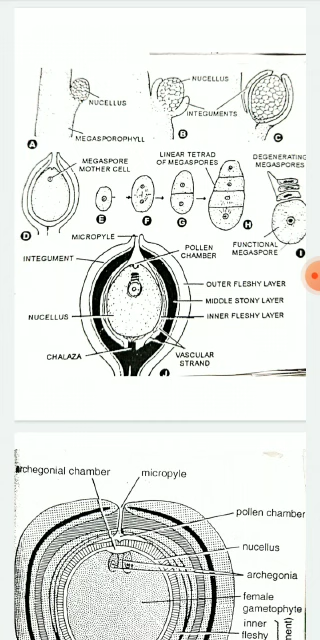 NUCELLUS
MEGASPOROPHYLL
A
NUCELLUS
INTEGUMENTS
B
C
MEGASPORE
MOTHER CELL
D
LINEAR TETRAD
OF MEGASPORES
E
F
G
H
DEGENERATING
MEGASPORES
FUNCTIONAL
MEGASPORE
I
MICROPYLE
INTEGUMENT
POLLEN
CHAMBER
OUTER FLESHY LAYER
MIDDLE STONY LAYER
INNER FLESHY LAYER
NUCELLUS
CHALAZA
VASCULAR
STRAND
J
archegonial chamber
micropyle
pollen chamber
nucellus
archegonia
female
gametophyte
inner
fleshy